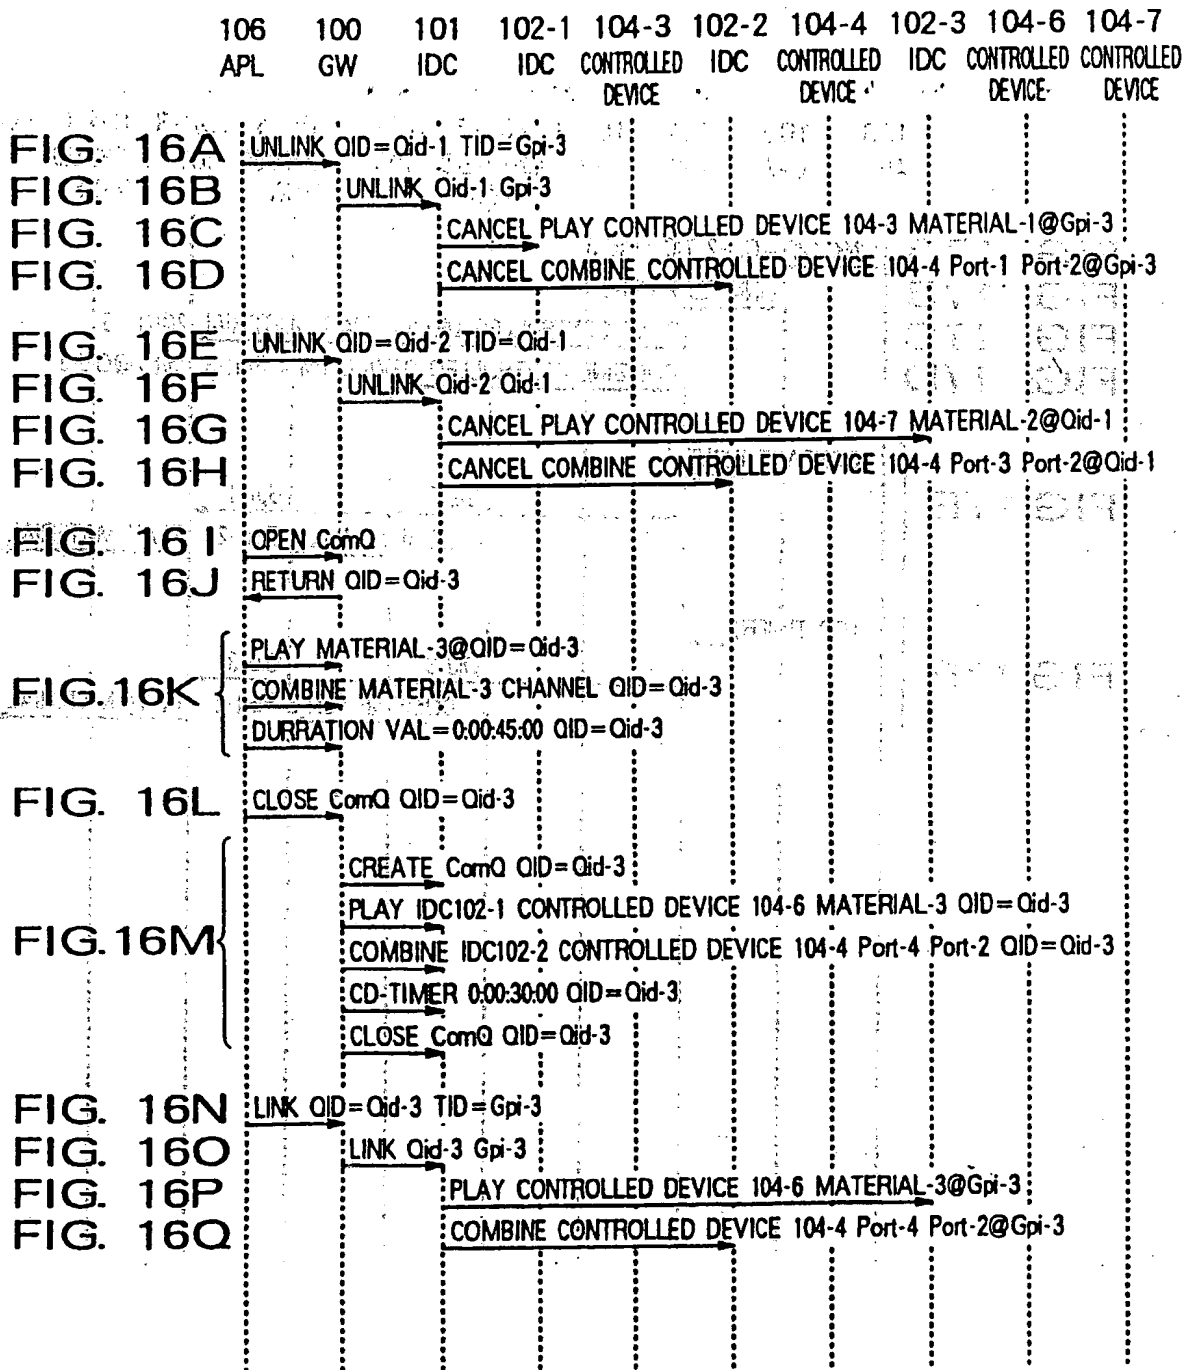 106 100 101 102-1 104-3 102-2 104-4 102-3 104-6 104-7
APL GW IDC IDC CONTROLLED DEVICE IDC CONTROLLED DEVICE IDC CONTROLLED DEVICE CONTROLLED DEVICE
FIG. 16A UNLINK QID=Qid-1 TID=Gpi-3
FIG. 16B UNLINK Qid-1 Gpi-3
FIG. 16C CANCEL PLAY CONTROLLED DEVICE 104-3 MATERIAL-1@Gpi-3
FIG. 16D CANCEL COMBINE CONTROLLED DEVICE 104-4 Port-1 Port-2@Gpi-3
FIG. 16E UNLINK QID=Qid-2 TID=Qid-1
FIG. 16F UNLINK Qid-2 Qid-1
FIG. 16G CANCEL PLAY CONTROLLED DEVICE 104-7 MATERIAL-2@Qid-1
FIG. 16H CANCEL COMBINE CONTROLLED DEVICE 104-4 Port-3 Port-2@Qid-1
FIG. 16I OPEN ComQ
FIG. 16J RETURN QID=Qid-3
FIG.16K
PLAY MATERIAL-3@QID=Qid-3
COMBINE MATERIAL-3 CHANNEL QID=Qid-3
DURRATION VAL=0:00:45:00 QID=Qid-3
FIG. 16L CLOSE ComQ QID=Qid-3
FIG.16M
CREATE ComQ QID=Qid-3
PLAY IDC102-1 CONTROLLED DEVICE 104-6 MATERIAL-3 QID=Qid-3
COMBINE IDC102-2 CONTROLLED DEVICE 104-4 Port-4 Port-2 QID=Qid-3
CD-TIMER 0:00:30:00 QID=Qid-3
CLOSE ComQ QID=Qid-3
FIG. 16N LINK QID=Qid-3 TID=Gpi-3
FIG. 16O LINK Qid-3 Gpi-3
FIG. 16P PLAY CONTROLLED DEVICE 104-6 MATERIAL-3@Gpi-3
FIG. 16Q COMBINE CONTROLLED DEVICE 104-4 Port-4 Port-2@Gpi-3